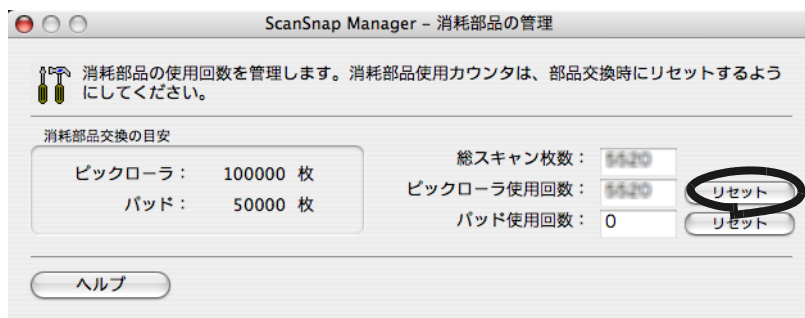 ScanSnap Manager – 消耗部品の管理
消耗部品の使用回数を管理します。消耗部品使用カウンタは、部品交換時にリセットするよう
にしてください。
消耗部品交換の目安
ピックローラ： 100000 枚
パッド： 50000 枚
総スキャン枚数：
ピックローラ使用回数： リセット
パッド使用回数： 0 リセット
ヘルプ